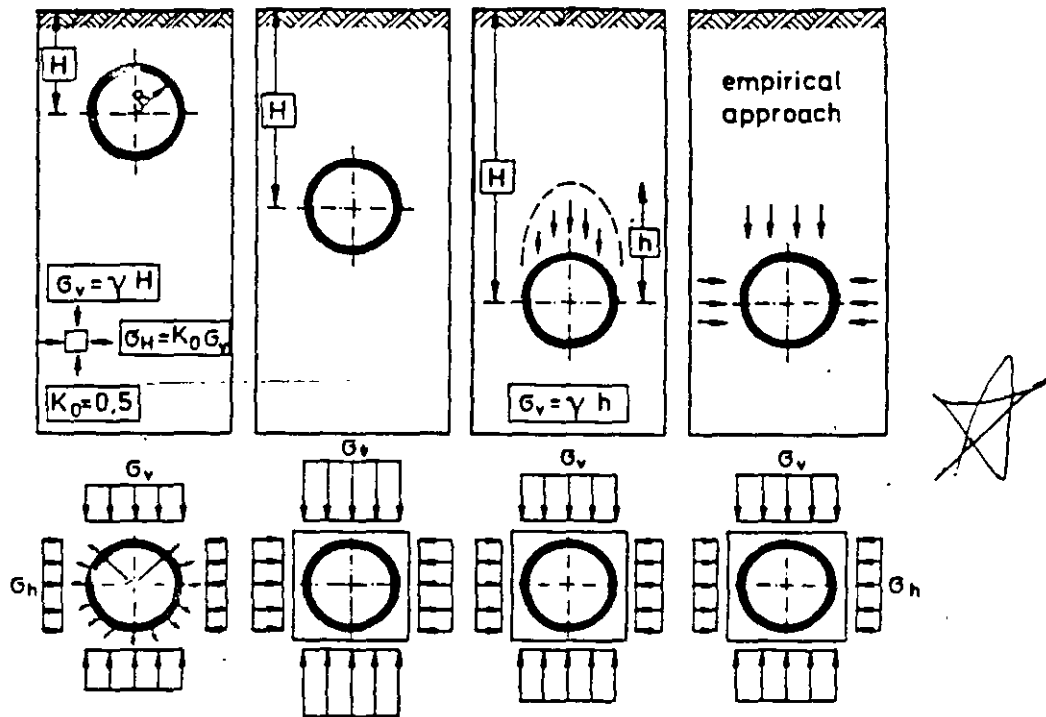 H
R
σv = γ H
σH = K0 σv
K0 = 0,5
H
H
h
σv = γ h
empirical
approach
σv
σh
σv
σv
σv
σh